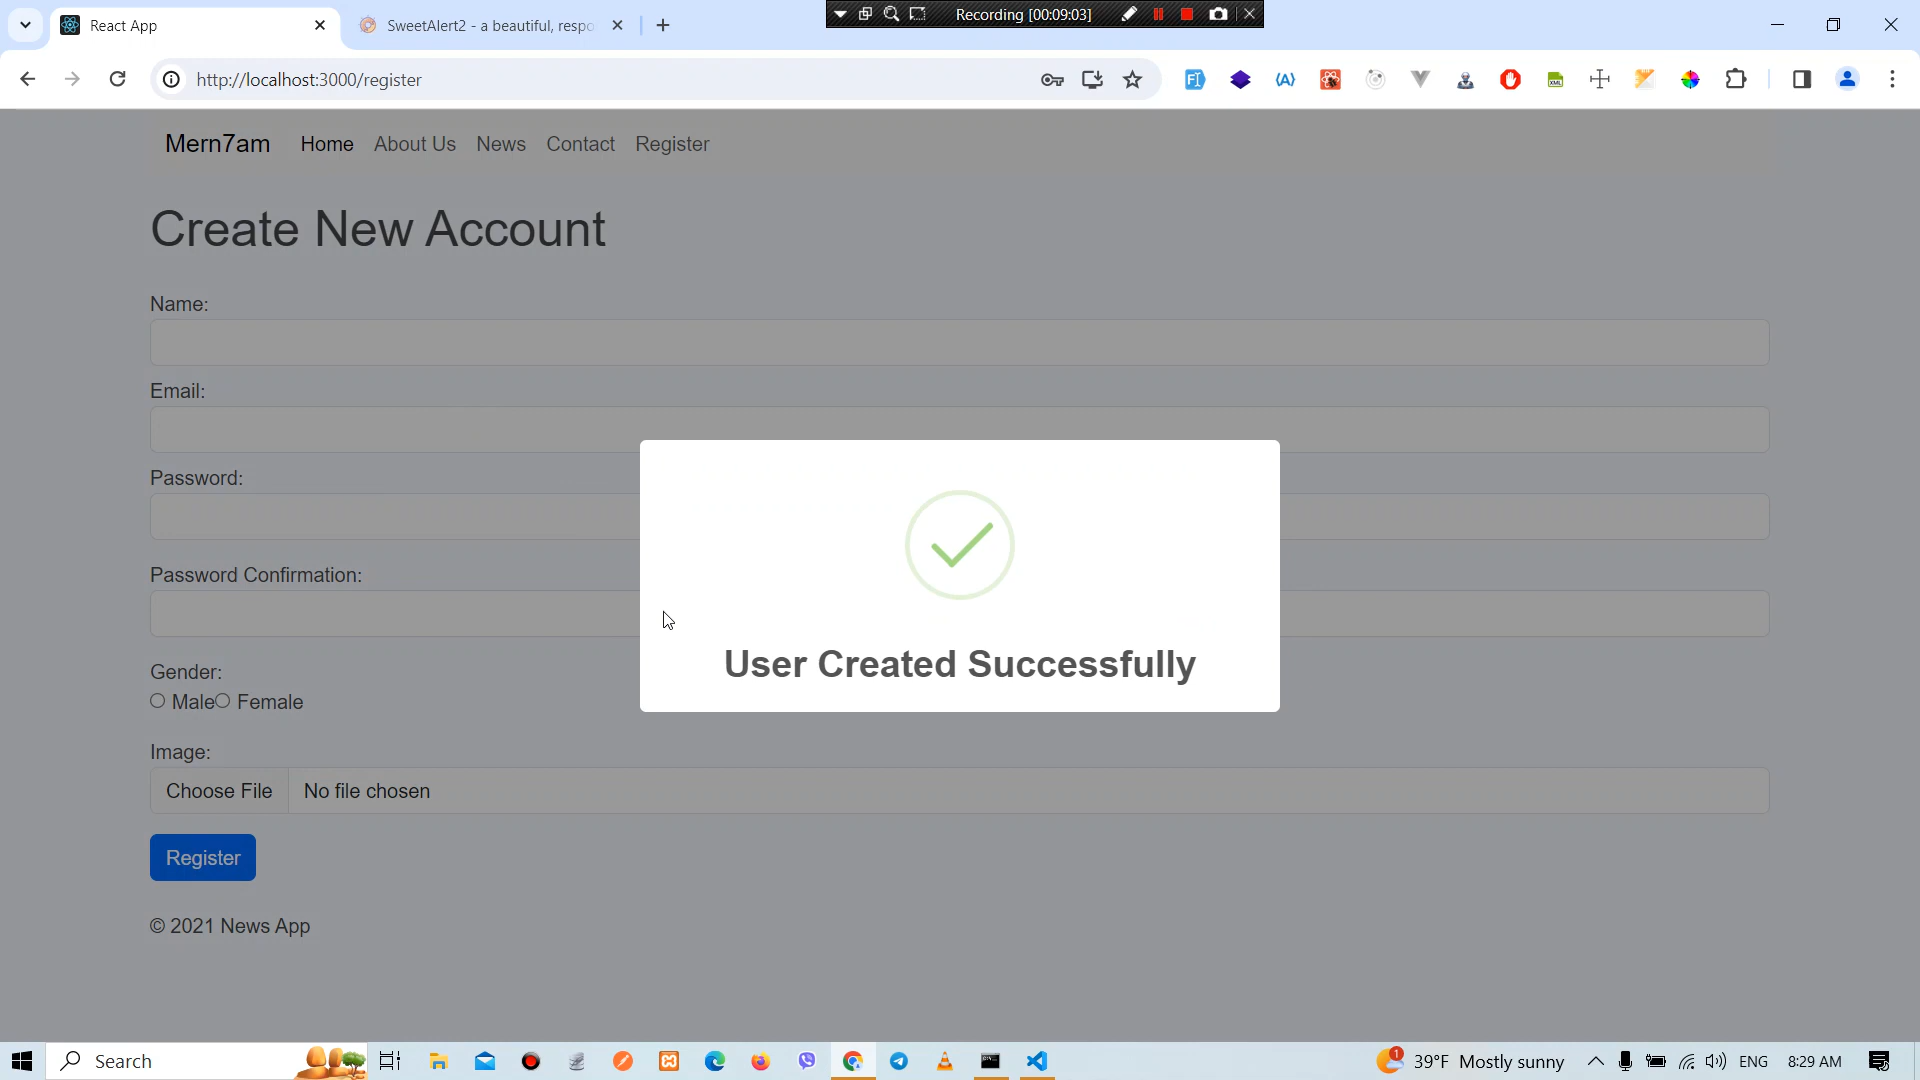 React App
SweetAlert2 - a beautiful, respo
Recording [00:09:03]
http://localhost:3000/register
Mern7am Home About Us News Contact Register
Create New Account
Name:
Email:
Password:
Password Confirmation:
User Created Successfully
Gender:
Male Female
Image:
Choose File No file chosen
Register
© 2021 News App
Search
1
39°F Mostly sunny
ENG
8:29 AM